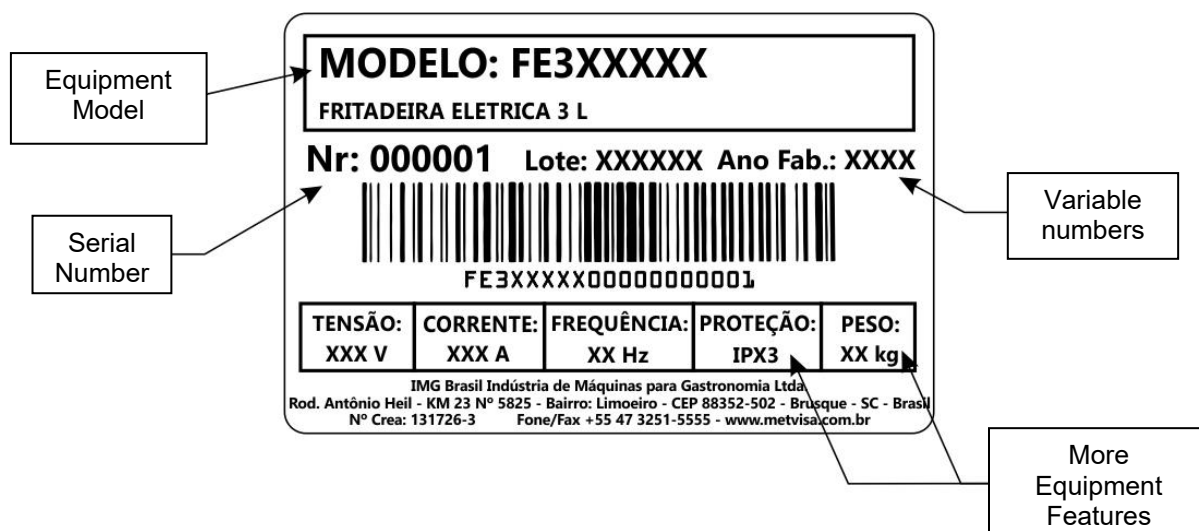 Equipment
Model
MODELO: FE3XXXXX
FRITADEIRA ELETRICA 3 L
Nr: 000001 Lote: XXXXXX Ano Fab.: XXXX
Serial
Number
Variable
numbers
FE3XXXXX00000000001
TENSÃO: CORRENTE: FREQUÊNCIA: PROTEÇÃO: PESO:
XXX V XXX A XX Hz IPX3 XX kg
IMG Brasil Indústria de Máquinas para Gastronomia Ltda.
Rod. Antônio Heil - KM 23 Nº 5825 - Bairro: Limoeiro - CEP 88352-502 - Brusque - SC - Brasil
Nº Crea: 131726-3 Fone/Fax +55 47 3251-5555 - www.metvisa.com.br
More
Equipment
Features